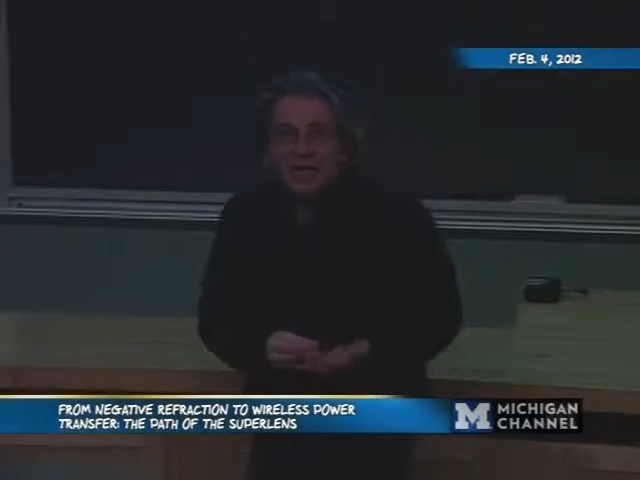 FEB. 4, 2012
FROM NEGATIVE REFRACTION TO WIRELESS POWER
TRANSFER: THE PATH OF THE SUPERLENS
M MICHIGAN
CHANNEL